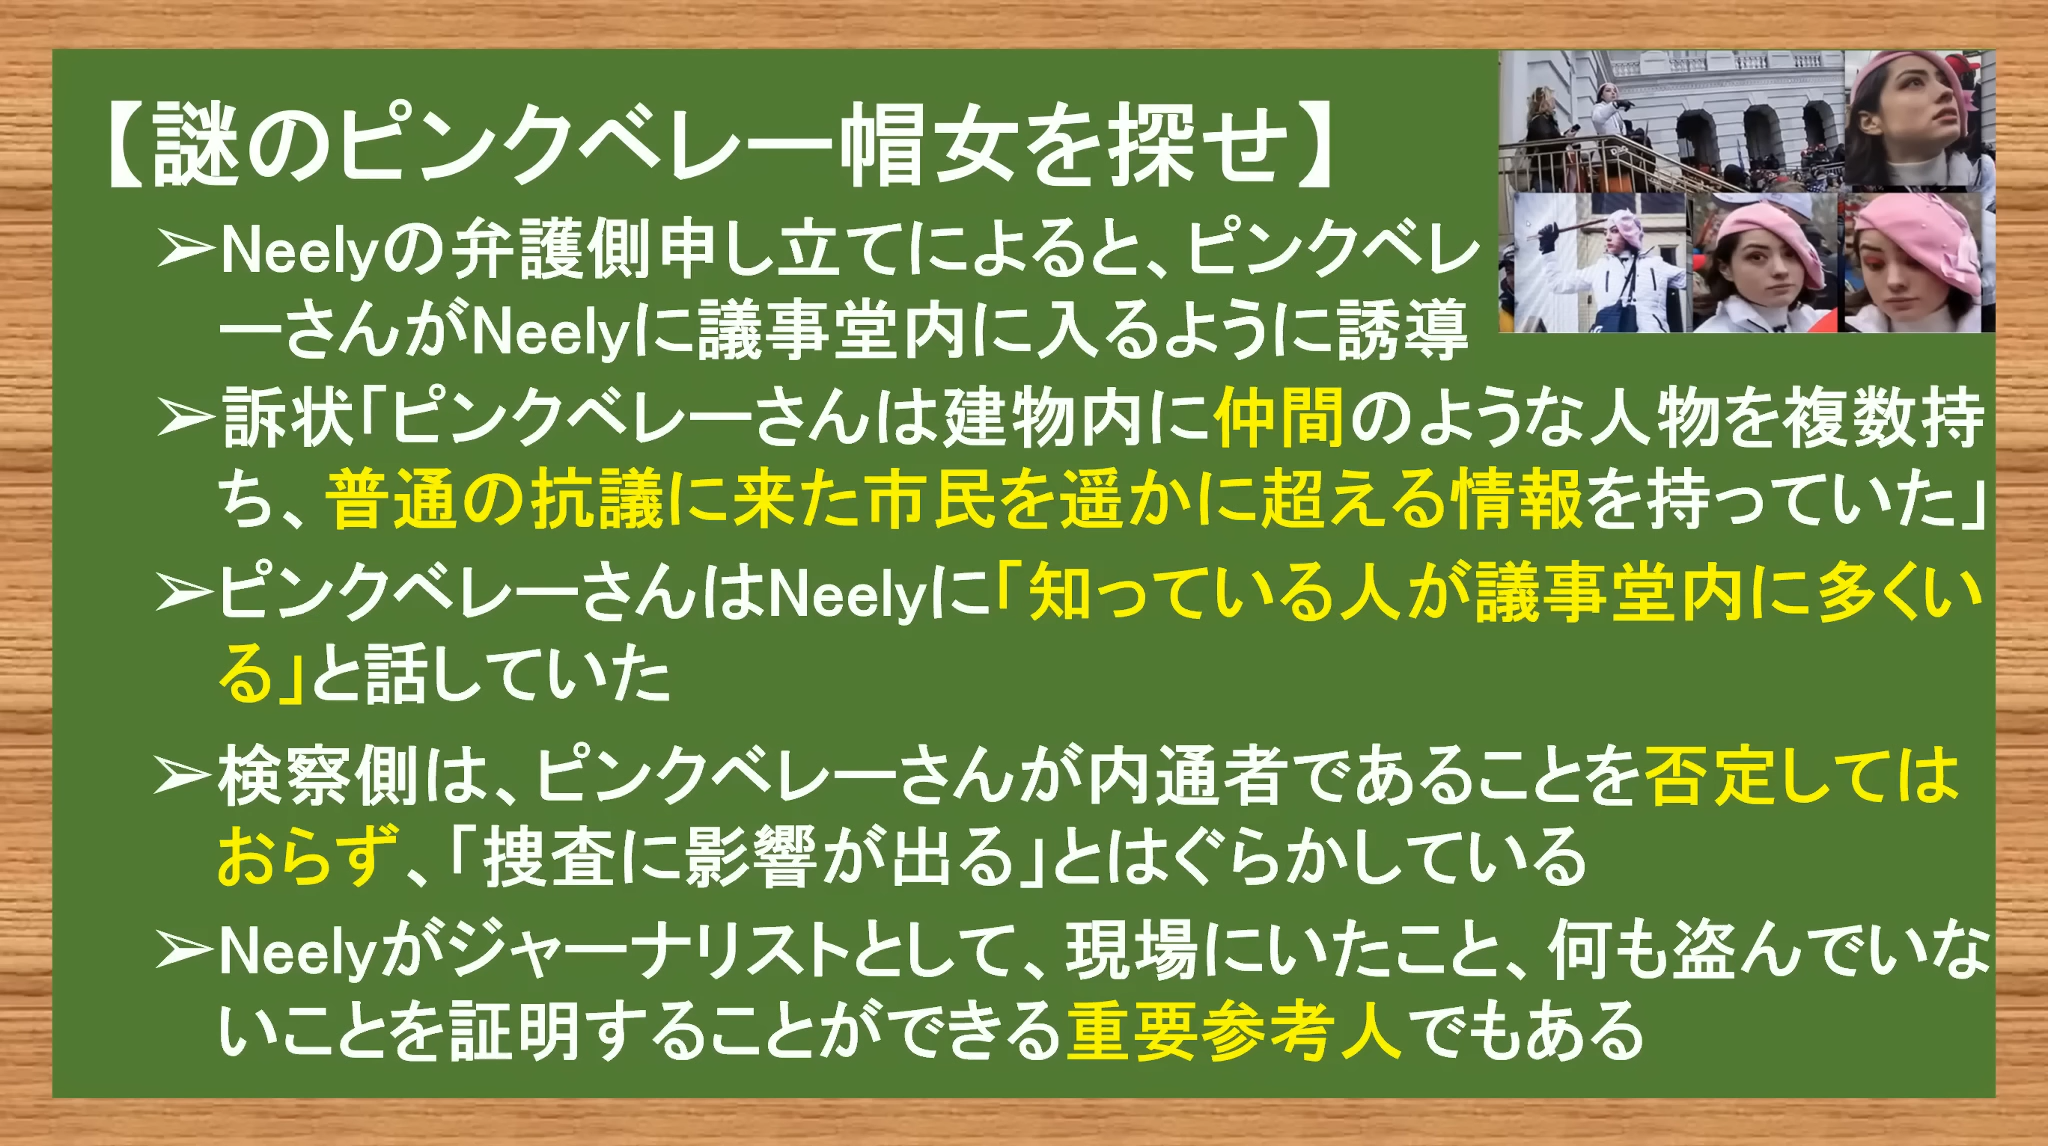 【謎のピンクベレー帽女を探せ】
➢Neelyの弁護側申し立てによると、ピンクベレ
ーさんがNeelyに議事堂内に入るように誘導
➢訴状「ピンクベレーさんは建物内に仲間のような人物を複数持
ち、普通の抗議に来た市民を遥かに超える情報を持っていた」
➢ピンクベレーさんはNeelyに「知っている人が議事堂内に多くい
る」と話していた
➢検察側は、ピンクベレーさんが内通者であることを否定しては
おらず、「捜査に影響が出る」とはぐらかしている
➢Neelyがジャーナリストとして、現場にいたこと、何も盗んでいな
いことを証明することができる重要参考人でもある